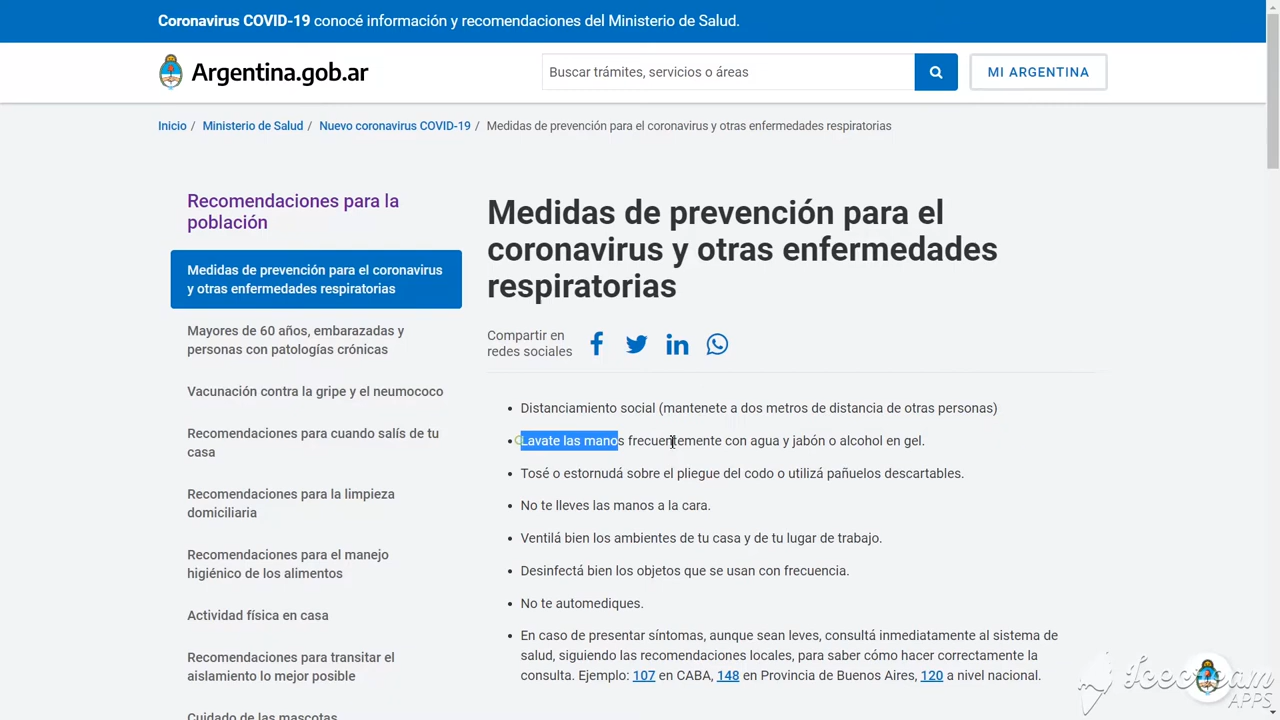 Coronavirus COVID-19 conocé información y recomendaciones del Ministerio de Salud.
Argentina.gob.ar
Buscar trámites, servicios o áreas
MI ARGENTINA
Inicio / Ministerio de Salud / Nuevo coronavirus COVID-19 / Medidas de prevención para el coronavirus y otras enfermedades respiratorias
Recomendaciones para la
población
Medidas de prevención para el coronavirus
y otras enfermedades respiratorias
Mayores de 60 años, embarazadas y
personas con patologías crónicas
Vacunación contra la gripe y el neumococo
Recomendaciones para cuando salís de tu
casa
Recomendaciones para la limpieza
domiciliaria
Recomendaciones para el manejo
higiénico de los alimentos
Actividad física en casa
Recomendaciones para transitar el
aislamiento lo mejor posible
Cuidado de las mascotas
Medidas de prevención para el
coronavirus y otras enfermedades
respiratorias
Compartir en
redes sociales
• Distanciamiento social (mantenete a dos metros de distancia de otras personas)
• Lavate las manos frecuentemente con agua y jabón o alcohol en gel.
• Tosé o estornudá sobre el pliegue del codo o utilizá pañuelos descartables.
• No te lleves las manos a la cara.
• Ventilá bien los ambientes de tu casa y de tu lugar de trabajo.
• Desinfectá bien los objetos que se usan con frecuencia.
• No te automediques.
• En caso de presentar síntomas, aunque sean leves, consultá inmediatamente al sistema de
salud, siguiendo las recomendaciones locales, para saber cómo hacer correctamente la
consulta. Ejemplo: 107 en CABA, 148 en Provincia de Buenos Aires, 120 a nivel nacional.
Icecream
APPS